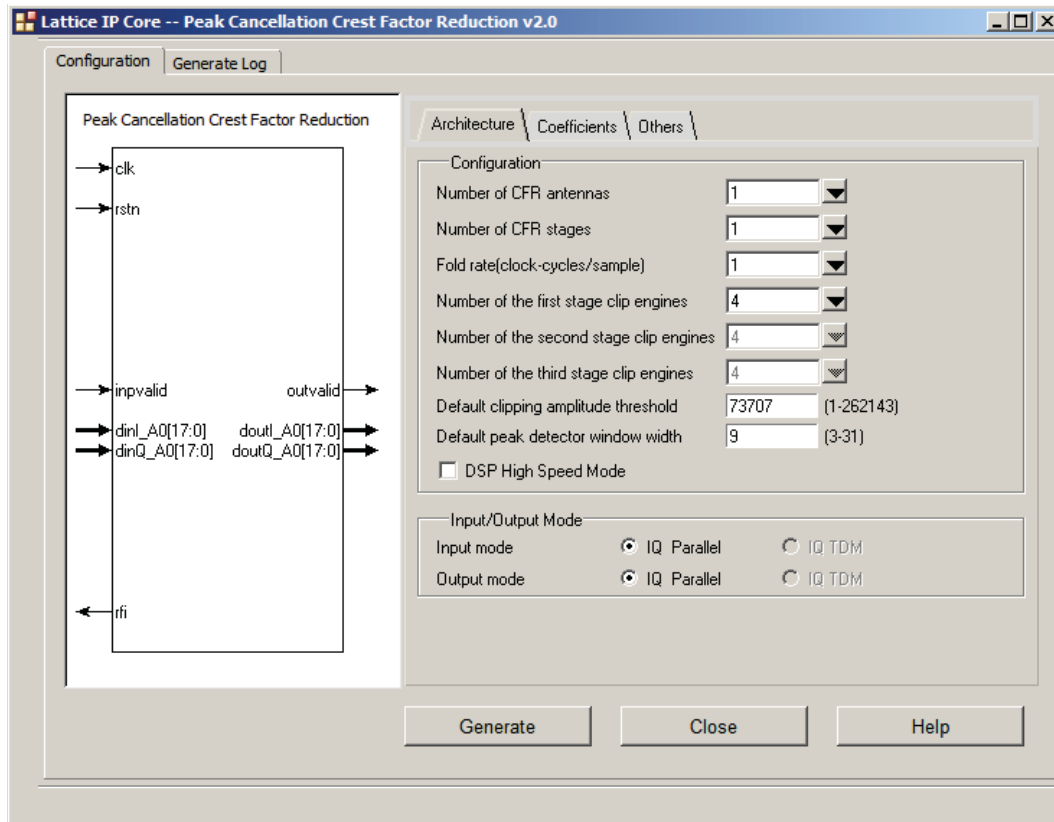 Lattice IP Core -- Peak Cancellation Crest Factor Reduction v2.0
Configuration Generate Log
Peak Cancellation Crest Factor Reduction
clk
rstn
inpvalid outvalid
dinI_A0[17:0] doutI_A0[17:0]
dinQ_A0[17:0] doutQ_A0[17:0]
rfi
Architecture Coefficients Others
Configuration
Number of CFR antennas 1
Number of CFR stages 1
Fold rate(clock-cycles/sample) 1
Number of the first stage clip engines 4
Number of the second stage clip engines 4
Number of the third stage clip engines 4
Default clipping amplitude threshold 73707 (1-262143)
Default peak detector window width 9 (3-31)
DSP High Speed Mode
Input/Output Mode
Input mode IQ Parallel IQ TDM
Output mode IQ Parallel IQ TDM
Generate Close Help